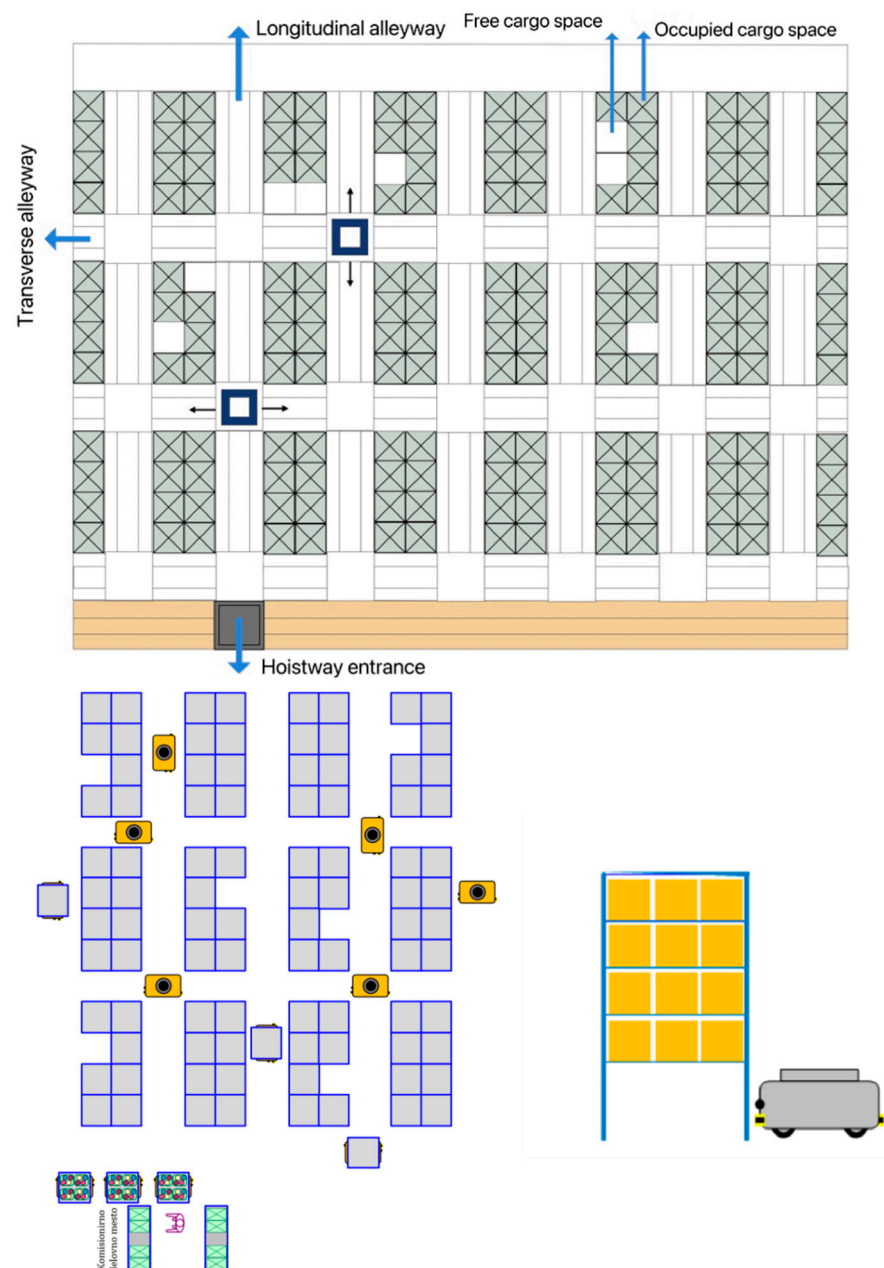 Longitudinal alleyway
Free cargo space
Occupied cargo space
Transverse alleyway
Hoistway entrance
Komisionirno
delovno mesto